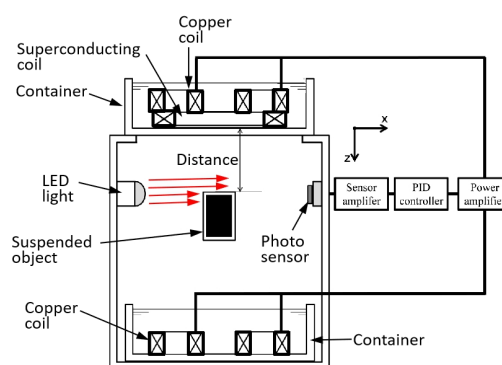 Copper
coil
Superconducting
coil
Container
x
z
Distance
LED
light
Sensor
amplifer
PID
controller
Power
amplifier
Suspended
object
Photo
sensor
Copper
coil
Container